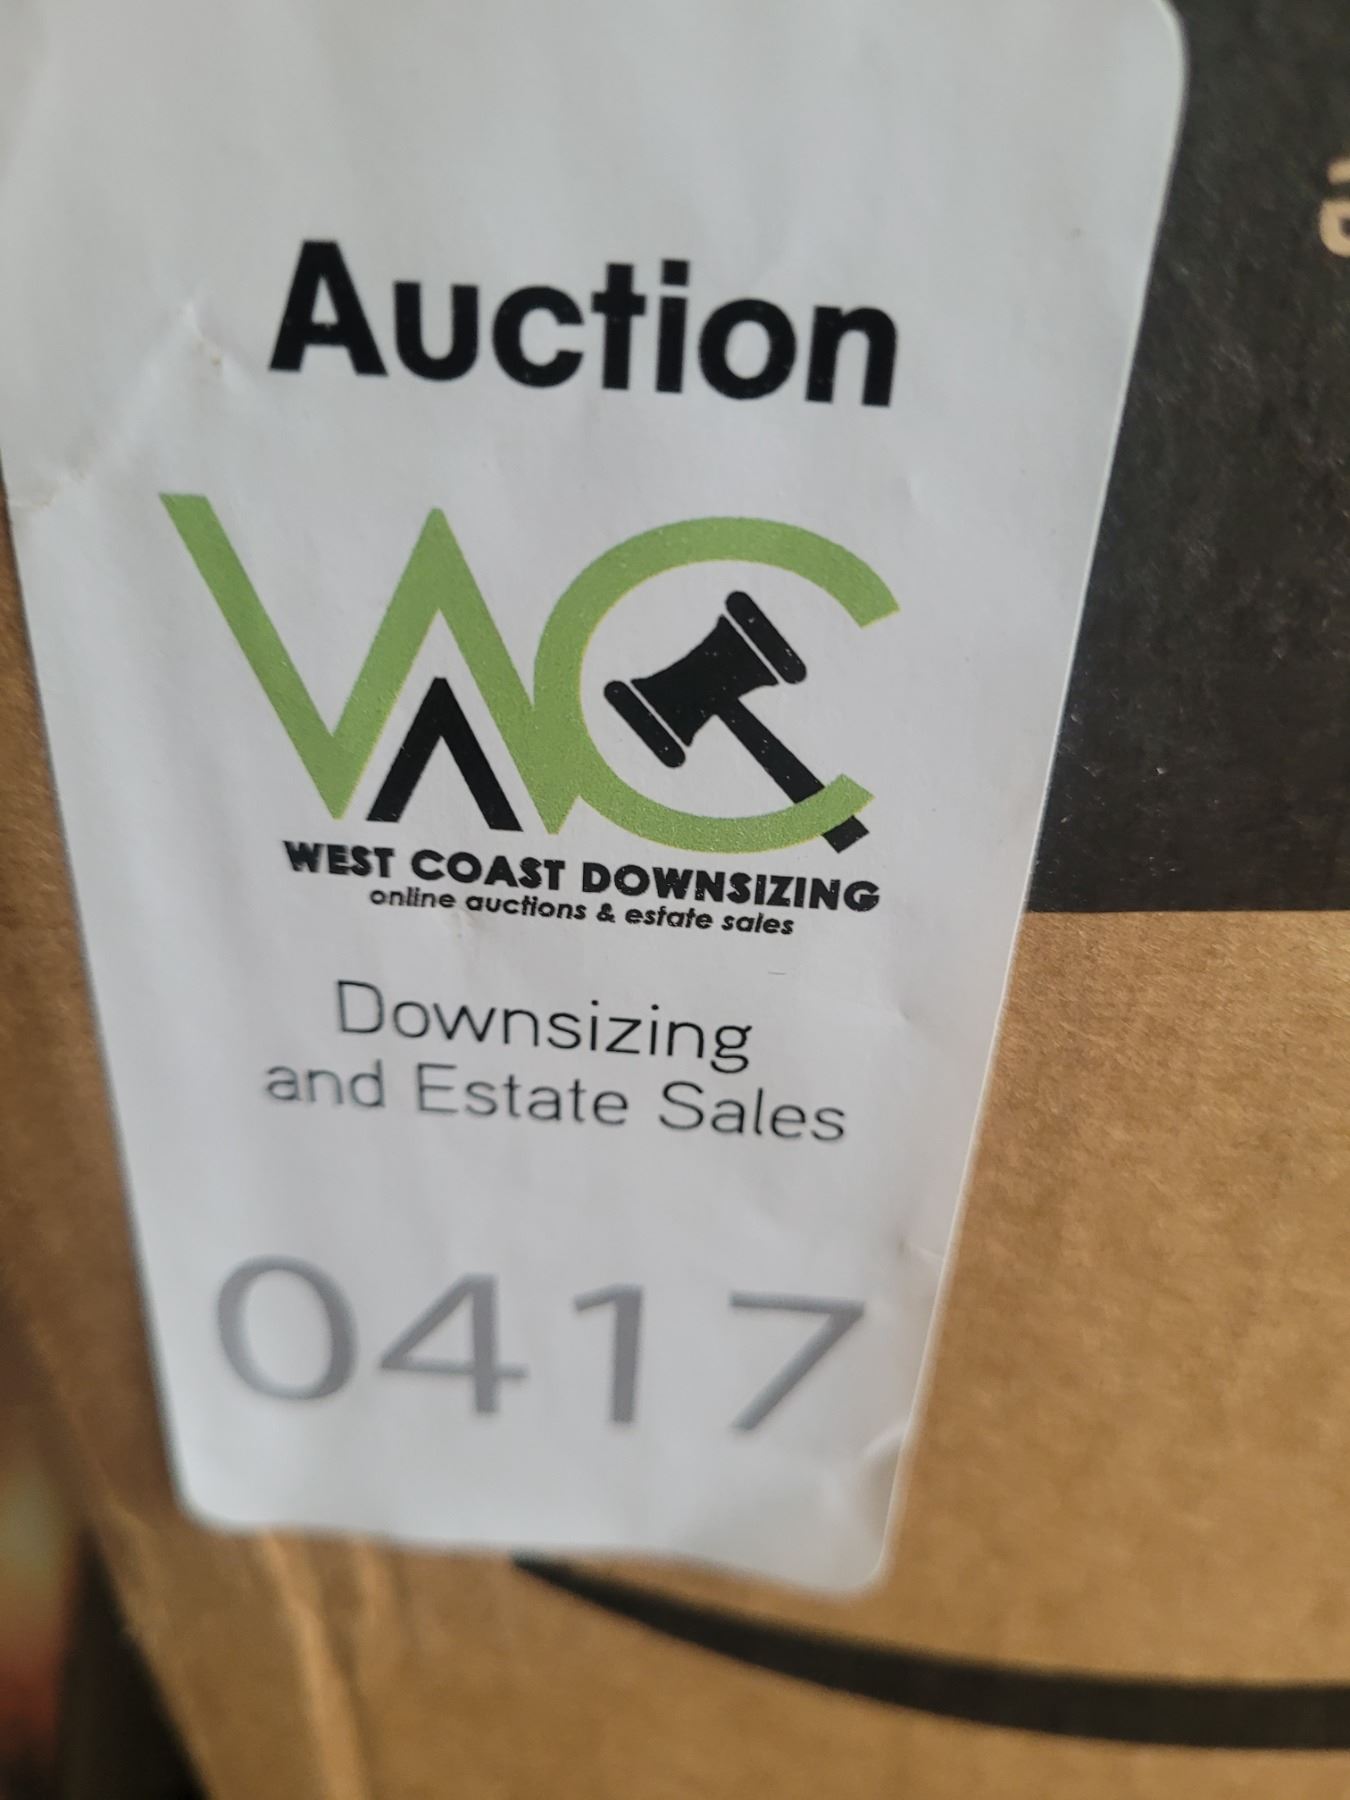 Auction
WC
WEST COAST DOWNSIZING
online auctions & estate sales
Downsizing
and Estate Sales
0417